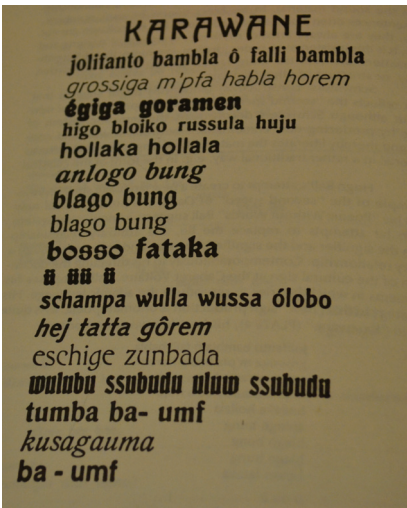 KARAWANE
jolifanto bambla ô falli bambla
grossiga m'pfa habla horem
égiga goramen
higo bloiko russula huju
hollaka hollala
anlogo bung
blago bung
blago bung
bosso fataka
ü üü ü
schampa wulla wussa ólobo
hej tatta gôrem
eschige zunbada
wulubu ssubudu uluw ssubudu
tumba ba- umf
kusagauma
ba - umf